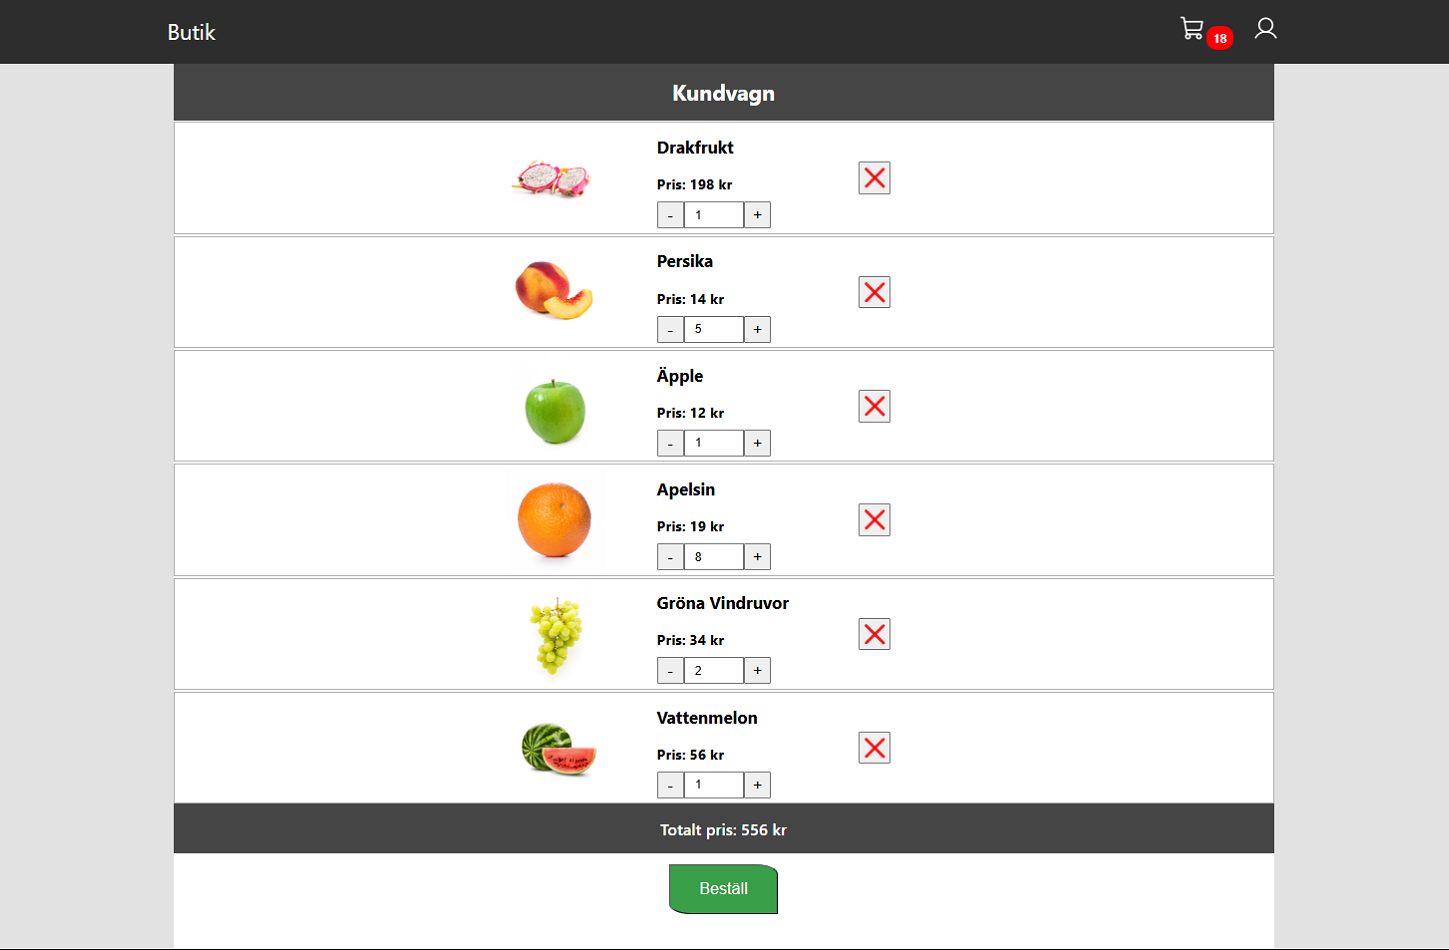 Butik
18
Kundvagn
Drakfrukt
Pris: 198 kr
- 1 +
Persika
Pris: 14 kr
- 5 +
Äpple
Pris: 12 kr
- 1 +
Apelsin
Pris: 19 kr
- 8 +
Gröna Vindruvor
Pris: 34 kr
- 2 +
Vattenmelon
Pris: 56 kr
- 1 +
Totalt pris: 556 kr
Beställ